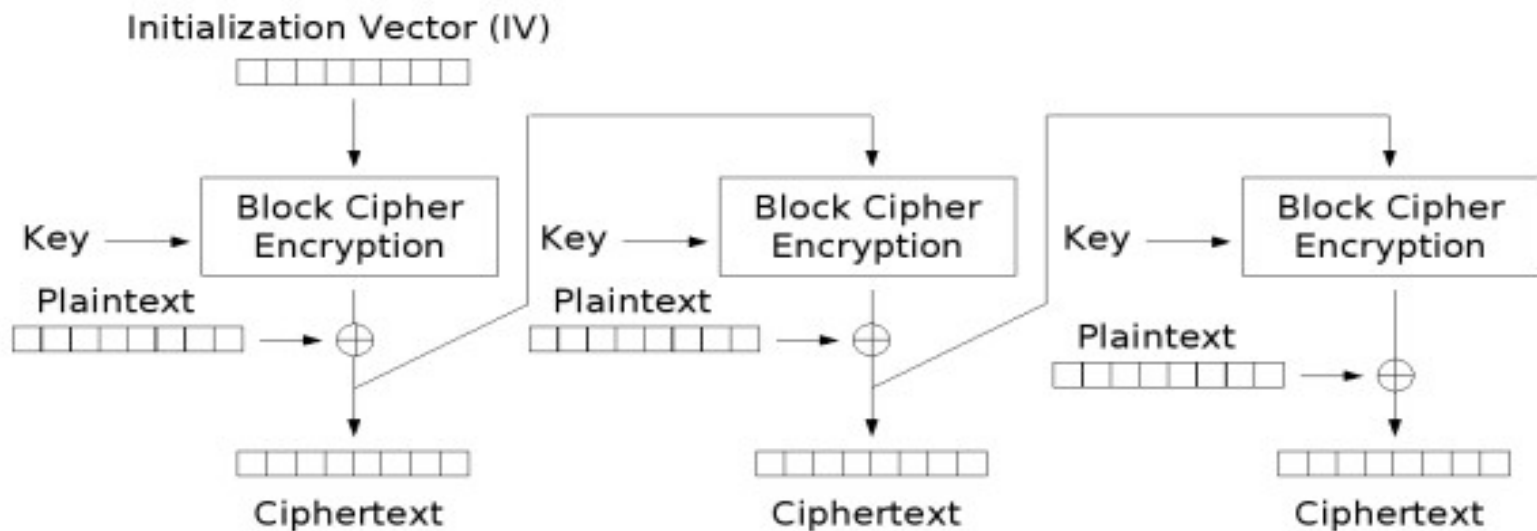 Initialization Vector (IV)
Block Cipher
Encryption
Key
Plaintext
Ciphertext
Block Cipher
Encryption
Key
Plaintext
Ciphertext
Block Cipher
Encryption
Key
Plaintext
Ciphertext